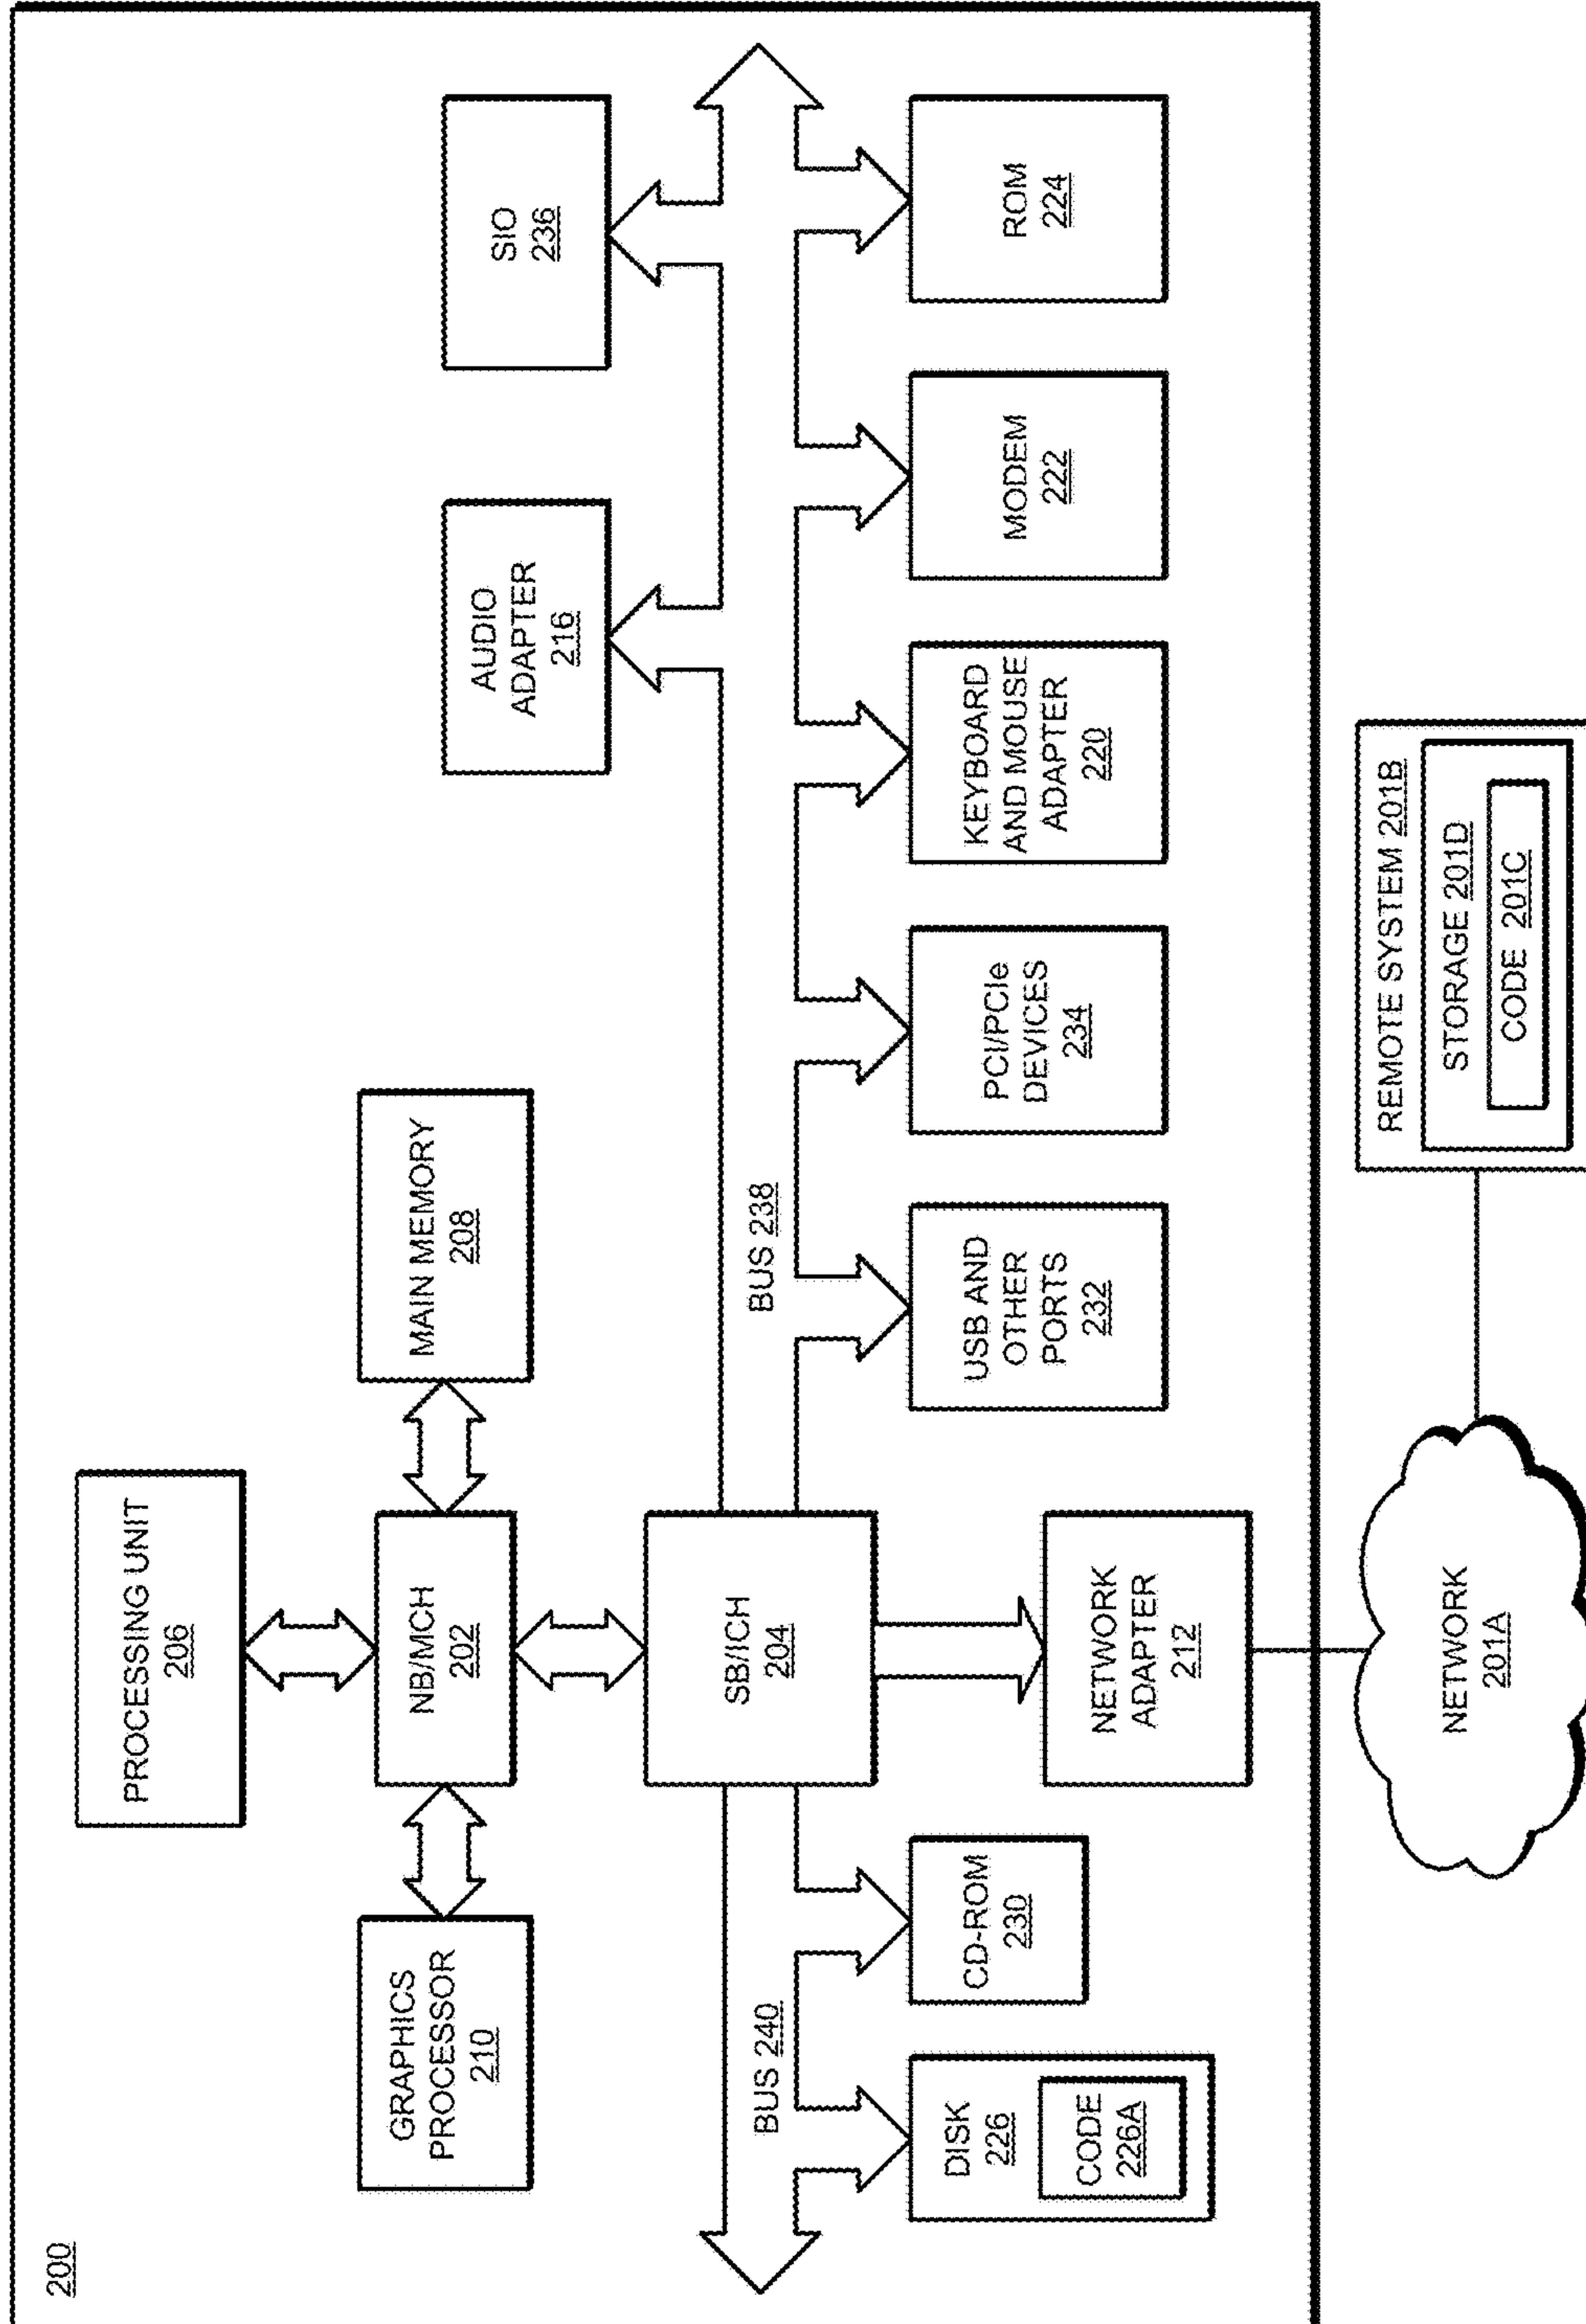 200
PROCESSING UNIT
206
GRAPHICS
PROCESSOR
210
NB/MCH
202
MAIN MEMORY
208
AUDIO
ADAPTER
216
SIO
236
SB/ICH
204
BUS 240
BUS 238
DISK
226
CODE
226A
CD-ROM
230
NETWORK
ADAPTER
212
USB AND
OTHER
PORTS
232
PCI/PCIe
DEVICES
234
KEYBOARD
AND MOUSE
ADAPTER
220
MODEM
222
ROM
224
NETWORK
201A
REMOTE SYSTEM 201B
STORAGE 201D
CODE 201C